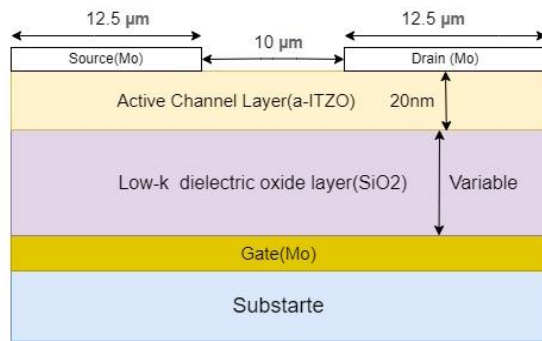 12.5 μm
12.5 μm
10 μm
Source(Mo)
Drain (Mo)
Active Channel Layer(a-ITZO)
20nm
Low-k dielectric oxide layer(SiO2)
Variable
Gate(Mo)
Substarte